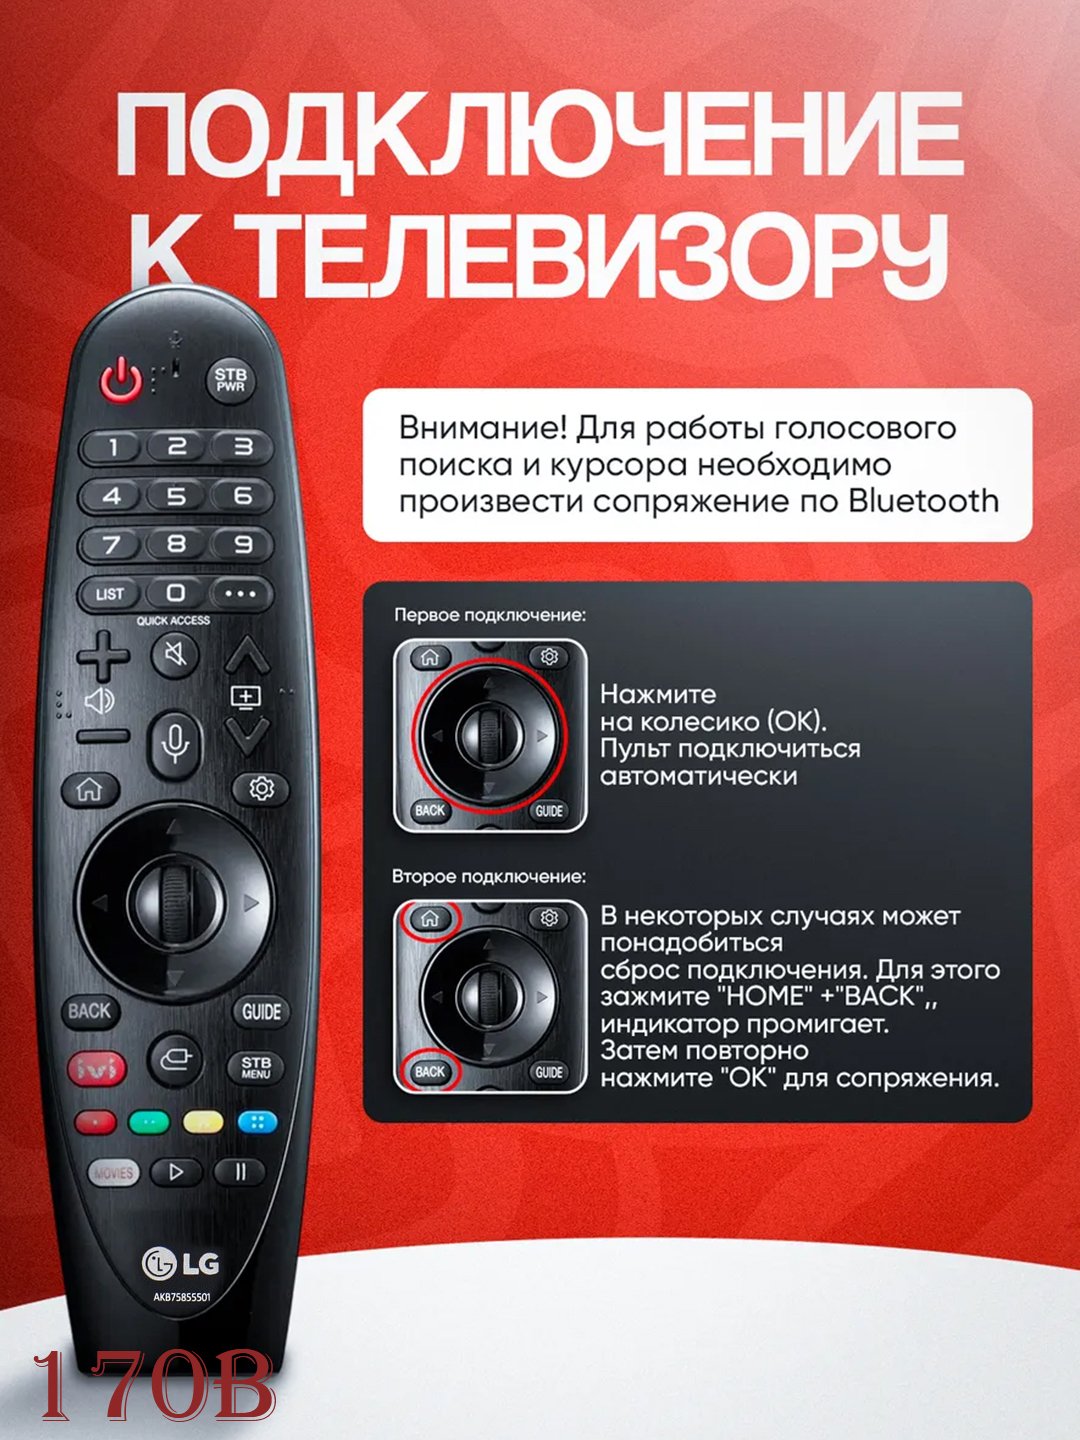 ПОДКЛЮЧЕНИЕ
К ТЕЛЕВИЗОРУ
Внимание! Для работы голосового
поиска и курсора необходимо
произвести сопряжение по Bluetooth
Первое подключение:
BACK
GUIDE
Нажмите
на колесико (OK).
Пульт подключиться
автоматически
Второе подключение:
BACK
GUIDE
В некоторых случаях может
понадобиться
сброс подключения. Для этого
зажмите "HOME" +"BACK",,
индикатор промигает.
Затем повторно
нажмите "OK" для сопряжения.
STB
PWR
1 2 3
4 5 6
7 8 9
LIST 0 •••
QUICK ACCESS
BACK
GUIDE
ivi
STB
MENU
MOVIES
LG
AKB75855501
170B